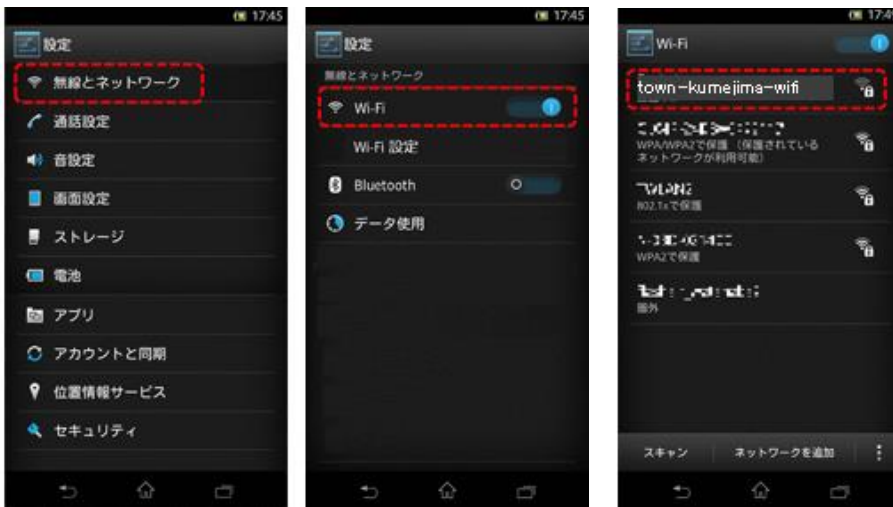 17:45
設定
無線とネットワーク
通話設定
音設定
画面設定
ストレージ
電池
アプリ
アカウントと同期
位置情報サービス
セキュリティ
17:45
設定
無線とネットワーク
Wi-Fi
Wi-Fi 設定
Bluetooth
データ使用
17:4
Wi-Fi
town-kumejima-wifi
WPA/WPA2で保護（保護されている
ネットワークが利用可能）
802.1xで保護
WPA2で保護
圏外
スキャン
ネットワークを追加